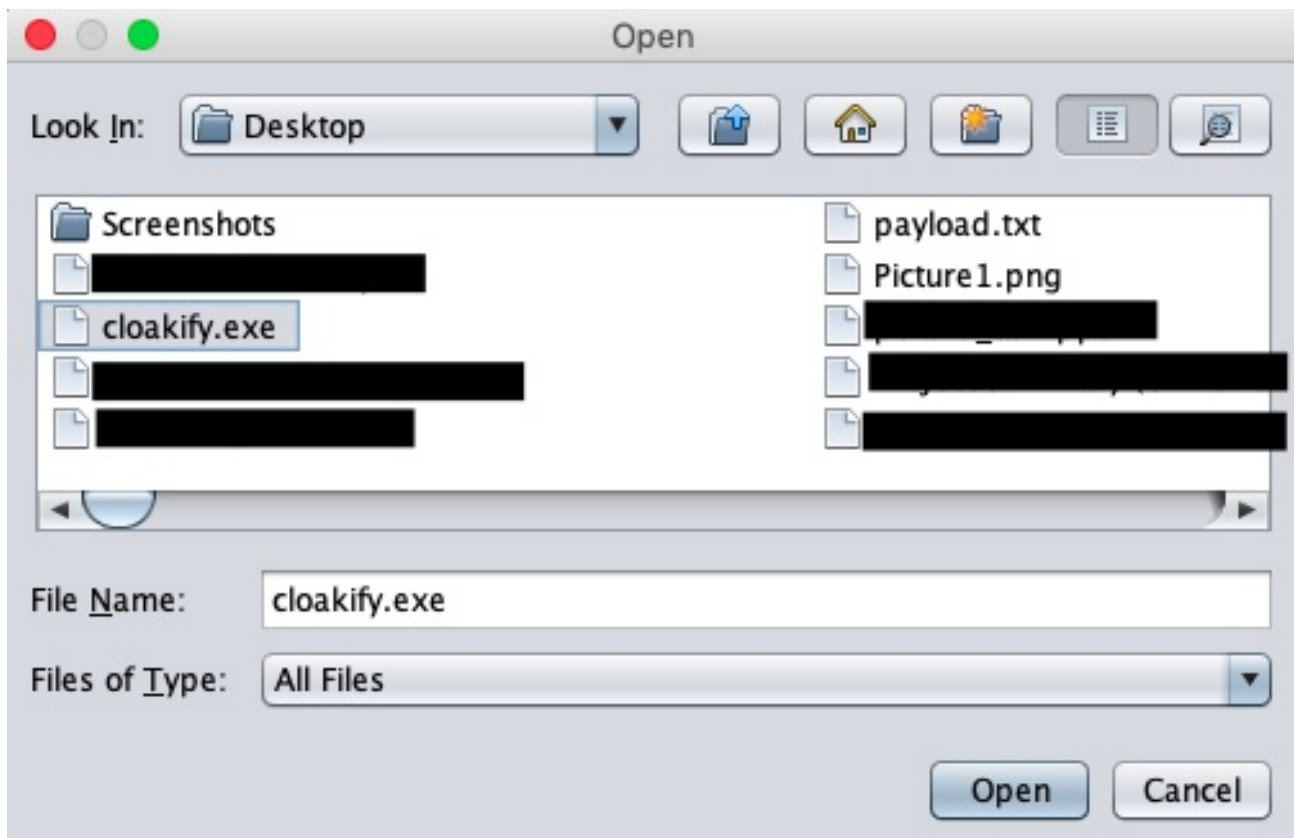 Open
Look In: Desktop
Screenshots
cloakify.exe
payload.txt
Picture1.png
File Name: cloakify.exe
Files of Type: All Files
Open Cancel